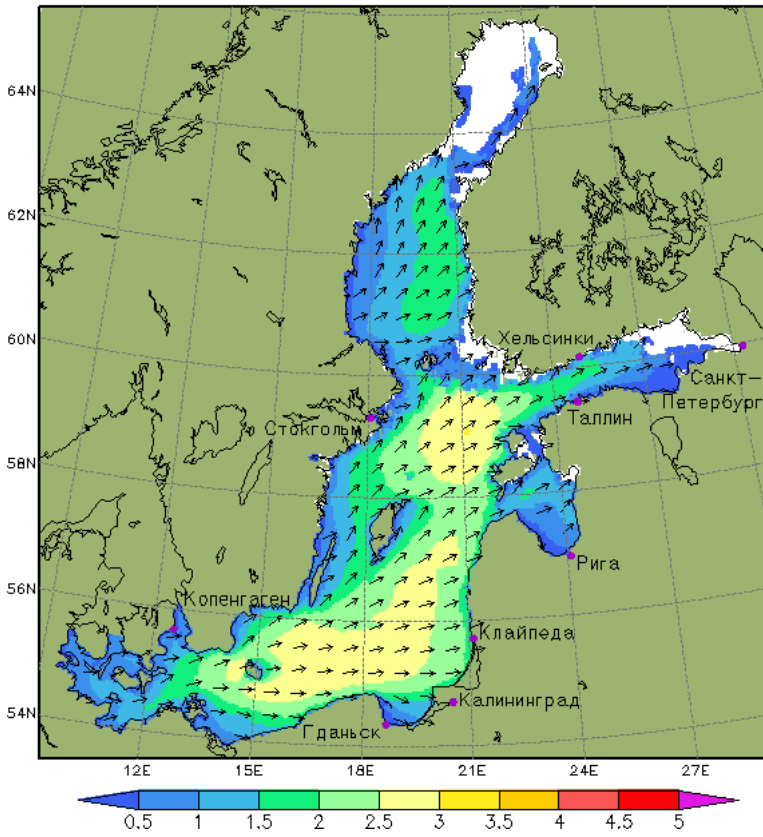 64N
62N
60N
Хельсинки
Санкт-
Петербург
Таллин
Стокгольм
58N
Рига
56N
Копенгаген
Клайпеда
Калининград
54N
Гданьск
12E 15E 18E 21E 24E 27E
0.5 1 1.5 2 2.5 3 3.5 4 4.5 5